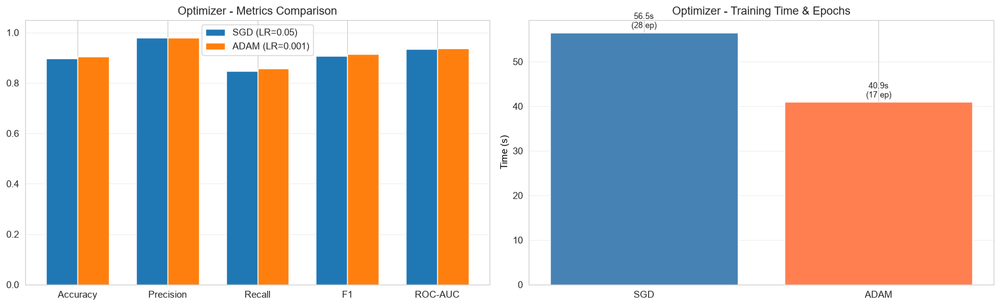 Optimizer - Metrics Comparison
1.0
0.8
0.6
0.4
0.2
0.0
SGD (LR=0.05)
ADAM (LR=0.001)
Accuracy
Precision
Recall
F1
ROC-AUC
Optimizer - Training Time & Epochs
Time (s)
50
40
30
20
10
0
56.5s
(28 ep)
40.9s
(17 ep)
SGD
ADAM